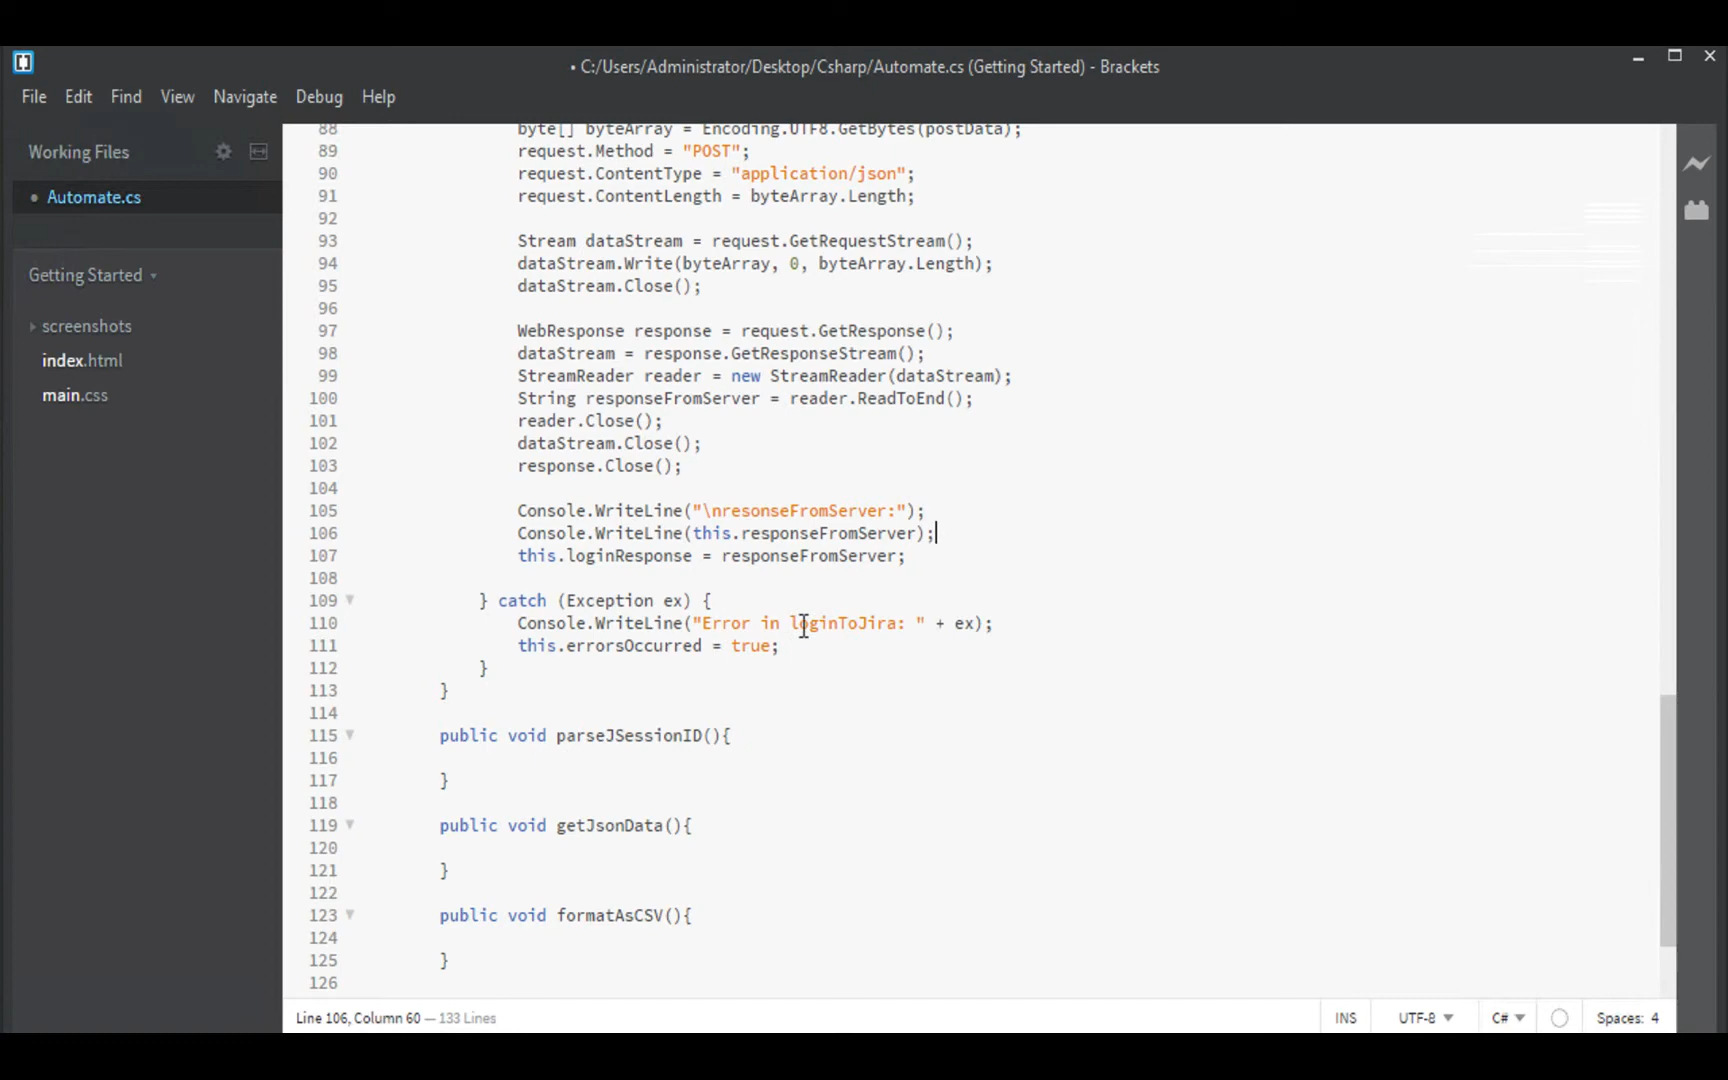 • C:/Users/Administrator/Desktop/Csharp/Automate.cs (Getting Started) - Brackets
File Edit Find View Navigate Debug Help
Working Files
• Automate.cs
Getting Started
screenshots
index.html
main.css
88 byte[] byteArray = Encoding.UTF8.GetBytes(postData);
89 request.Method = "POST";
90 request.ContentType = "application/json";
91 request.ContentLength = byteArray.Length;
92
93 Stream dataStream = request.GetRequestStream();
94 dataStream.Write(byteArray, 0, byteArray.Length);
95 dataStream.Close();
96
97 WebResponse response = request.GetResponse();
98 dataStream = response.GetResponseStream();
99 StreamReader reader = new StreamReader(dataStream);
100 String responseFromServer = reader.ReadToEnd();
101 reader.Close();
102 dataStream.Close();
103 response.Close();
104
105 Console.WriteLine("\nresonseFromServer:");
106 Console.WriteLine(this.responseFromServer);
107 this.loginResponse = responseFromServer;
108
109 } catch (Exception ex) {
110 Console.WriteLine("Error in loginToJira: " + ex);
111 this.errorsOccurred = true;
112 }
113 }
114
115 public void parseJSessionID(){
116
117 }
118
119 public void getJsonData(){
120
121 }
122
123 public void formatAsCSV(){
124
125 }
126
Line 106, Column 60 — 133 Lines
INS UTF-8 C# Spaces: 4